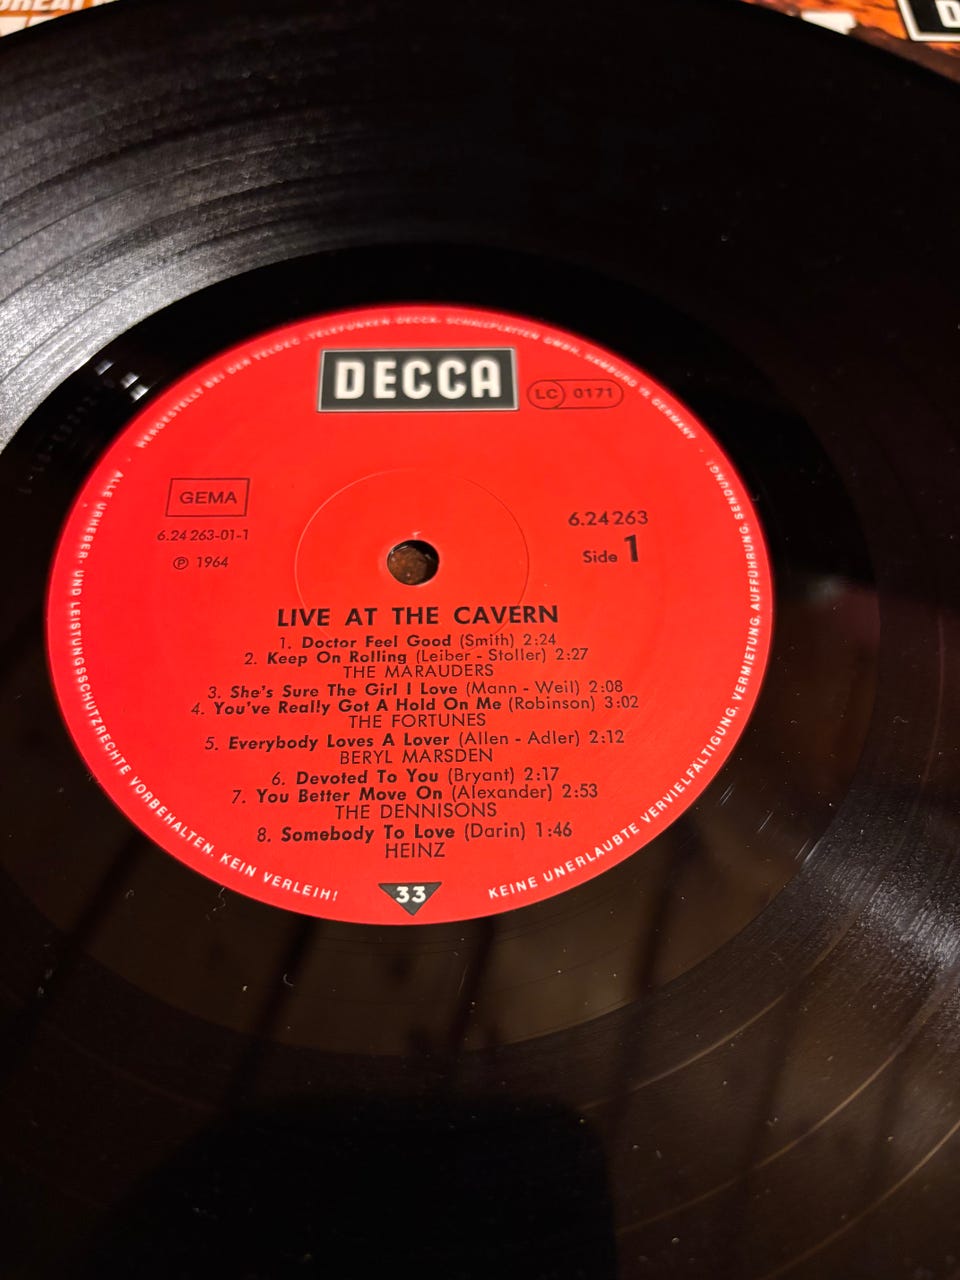 HERGESTELLT BEI DER TELDEC »TELEFUNKEN-DECCA« SCHALLPLATTEN GMBH, HAMBURG 19, GERMANY
DECCA
LC 0171
GEMA
6.24263
6.24 263-01-1
Side 1
℗ 1964
LIVE AT THE CAVERN
1. Doctor Feel Good (Smith) 2:24
2. Keep On Rolling (Leiber - Stoller) 2:27
THE MARAUDERS
3. She's Sure The Girl I Love (Mann - Weil) 2:08
4. You've Really Got A Hold On Me (Robinson) 3:02
THE FORTUNES
5. Everybody Loves A Lover (Allen - Adler) 2:12
BERYL MARSDEN
6. Devoted To You (Bryant) 2:17
7. You Better Move On (Alexander) 2:53
THE DENNISONS
8. Somebody To Love (Darin) 1:46
HEINZ
33
ALLE URHEBER- UND LEISTUNGSSCHUTZRECHTE VORBEHALTEN. KEIN VERLEIH!
KEINE UNERLAUBTE VERVIELFÄLTIGUNG, VERMIETUNG, AUFFÜHRUNG, SENDUNG!